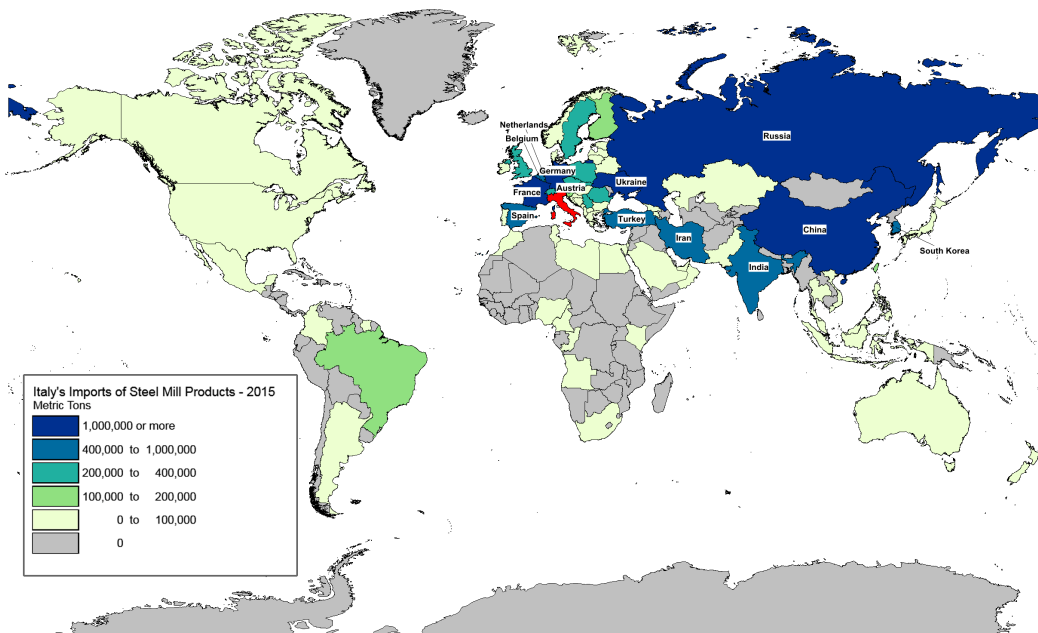 Netherlands
Belgium
Russia
Germany
Austria
Ukraine
France
Spain
Turkey
China
Iran
South Korea
India
Italy's Imports of Steel Mill Products - 2015
Metric Tons
1,000,000 or more
400,000 to 1,000,000
200,000 to 400,000
100,000 to 200,000
0 to 100,000
0